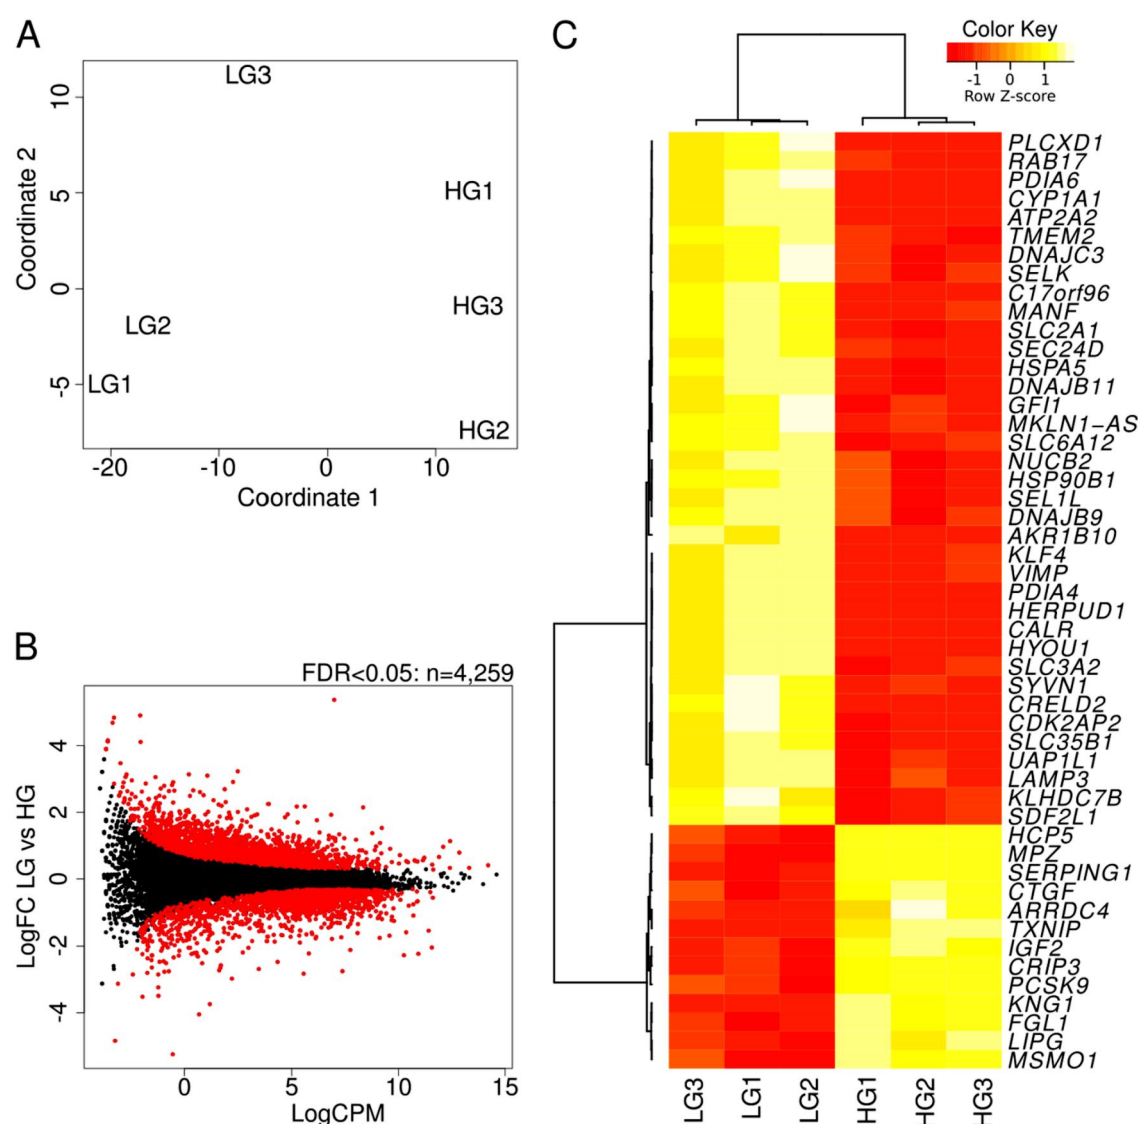 A
LG3
HG1
HG3
LG2
LG1
HG2
10
5
0
-5
Coordinate 2
-20
-10
0
10
Coordinate 1
B
FDR<0.05: n=4,259
4
2
0
-2
-4
LogFC LG vs HG
0
5
10
15
LogCPM
C
Color Key
-1
0
1
Row Z-score
PLCXD1
RAB17
PDIA6
CYP1A1
ATP2A2
TMEM2
DNAJC3
SELK
C17orf96
MANF
SLC2A1
SEC24D
HSPA5
DNAJB11
GFI1
MKLN1-AS
SLC6A12
NUCB2
HSP90B1
SEL1L
DNAJB9
AKR1B10
KLF4
VIMP
PDIA4
HERPUD1
CALR
HYOU1
SLC3A2
SYVN1
CRELD2
CDK2AP2
SLC35B1
UAP1L1
LAMP3
KLHDC7B
SDF2L1
HCP5
MPZ
SERPING1
CTGF
ARRDC4
TXNIP
IGF2
CRIP3
PCSK9
KNG1
FGL1
LIPG
MSMO1
LG3
LG1
LG2
HG1
HG2
HG3